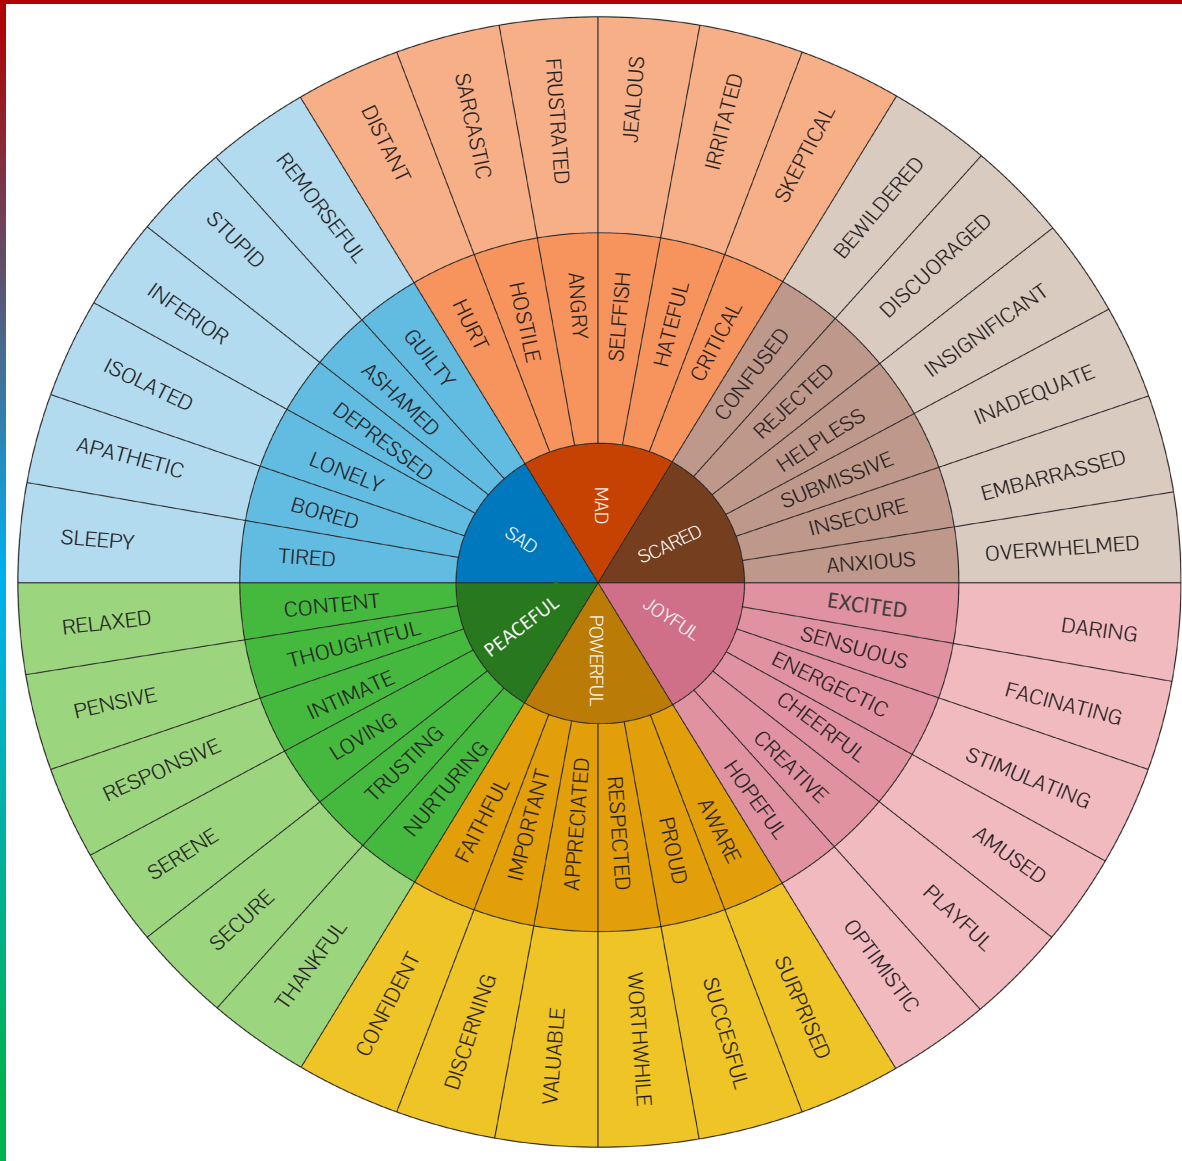 MAD
SCARED
JOYFUL
POWERFUL
PEACEFUL
SAD
HURT
HOSTILE
ANGRY
SELFFISH
HATEFUL
CRITICAL
CONFUSED
REJECTED
HELPLESS
SUBMISSIVE
INSECURE
ANXIOUS
EXCITED
SENSUOUS
ENERGECTIC
CHEERFUL
CREATIVE
HOPEFUL
AWARE
PROUD
RESPECTED
APPRECIATED
IMPORTANT
FAITHFUL
NURTURING
TRUSTING
LOVING
INTIMATE
THOUGHTFUL
CONTENT
TIRED
BORED
LONELY
DEPRESSED
ASHAMED
GUILTY
DISTANT
SARCASTIC
FRUSTRATED
JEALOUS
IRRITATED
SKEPTICAL
BEWILDERED
DISCUORAGED
INSIGNIFICANT
INADEQUATE
EMBARRASSED
OVERWHELMED
DARING
FACINATING
STIMULATING
AMUSED
PLAYFUL
OPTIMISTIC
SURPRISED
SUCCESFUL
WORTHWHILE
VALUABLE
DISCERNING
CONFIDENT
THANKFUL
SECURE
SERENE
RESPONSIVE
PENSIVE
RELAXED
SLEEPY
APATHETIC
ISOLATED
INFERIOR
STUPID
REMORSEFUL